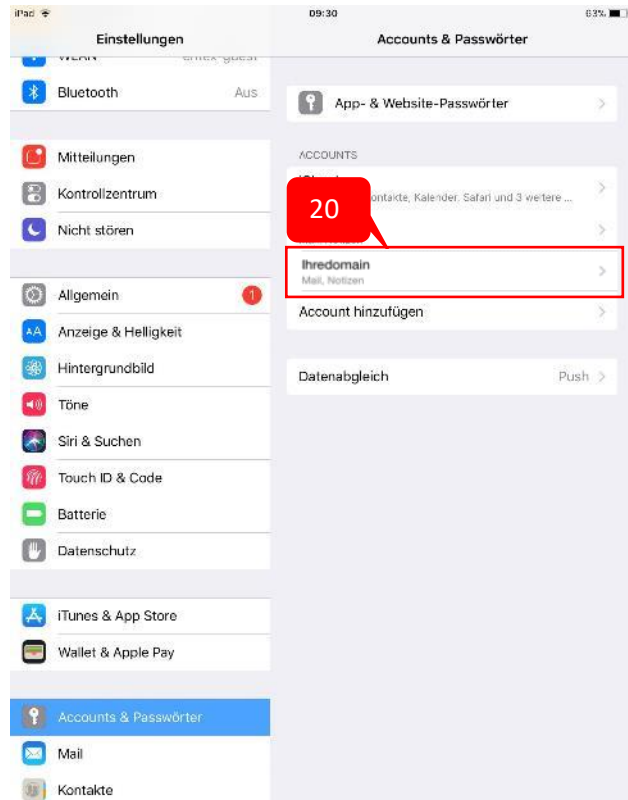 iPad 09:30 63%
Einstellungen
Accounts & Passwörter
WLAN
Bluetooth Aus
Mitteilungen
Kontrollzentrum
Nicht stören
Allgemein 1
Anzeige & Helligkeit
Hintergrundbild
Töne
Siri & Suchen
Touch ID & Code
Batterie
Datenschutz
iTunes & App Store
Wallet & Apple Pay
Accounts & Passwörter
Mail
Kontakte
App- & Website-Passwörter
ACCOUNTS
Kalender, Safari und 3 weitere ...
20
Ihredomain
Mail, Notizen
Account hinzufügen
Datenabgleich Push